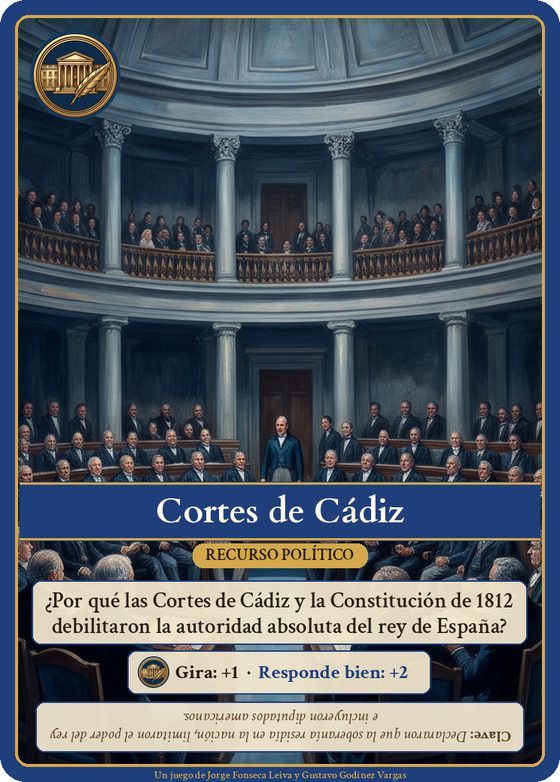 Cortes de Cádiz
RECURSO POLÍTICO
¿Por qué las Cortes de Cádiz y la Constitución de 1812
debilitaron la autoridad absoluta del rey de España?
Gira: +1 · Responde bien: +2
Clave: Declararon que la soberanía residía en la nación, limitaron el poder del rey
e incluyeron diputados americanos.
Un juego de Jorge Fonseca Leiva y Gustavo Godínez Vargas